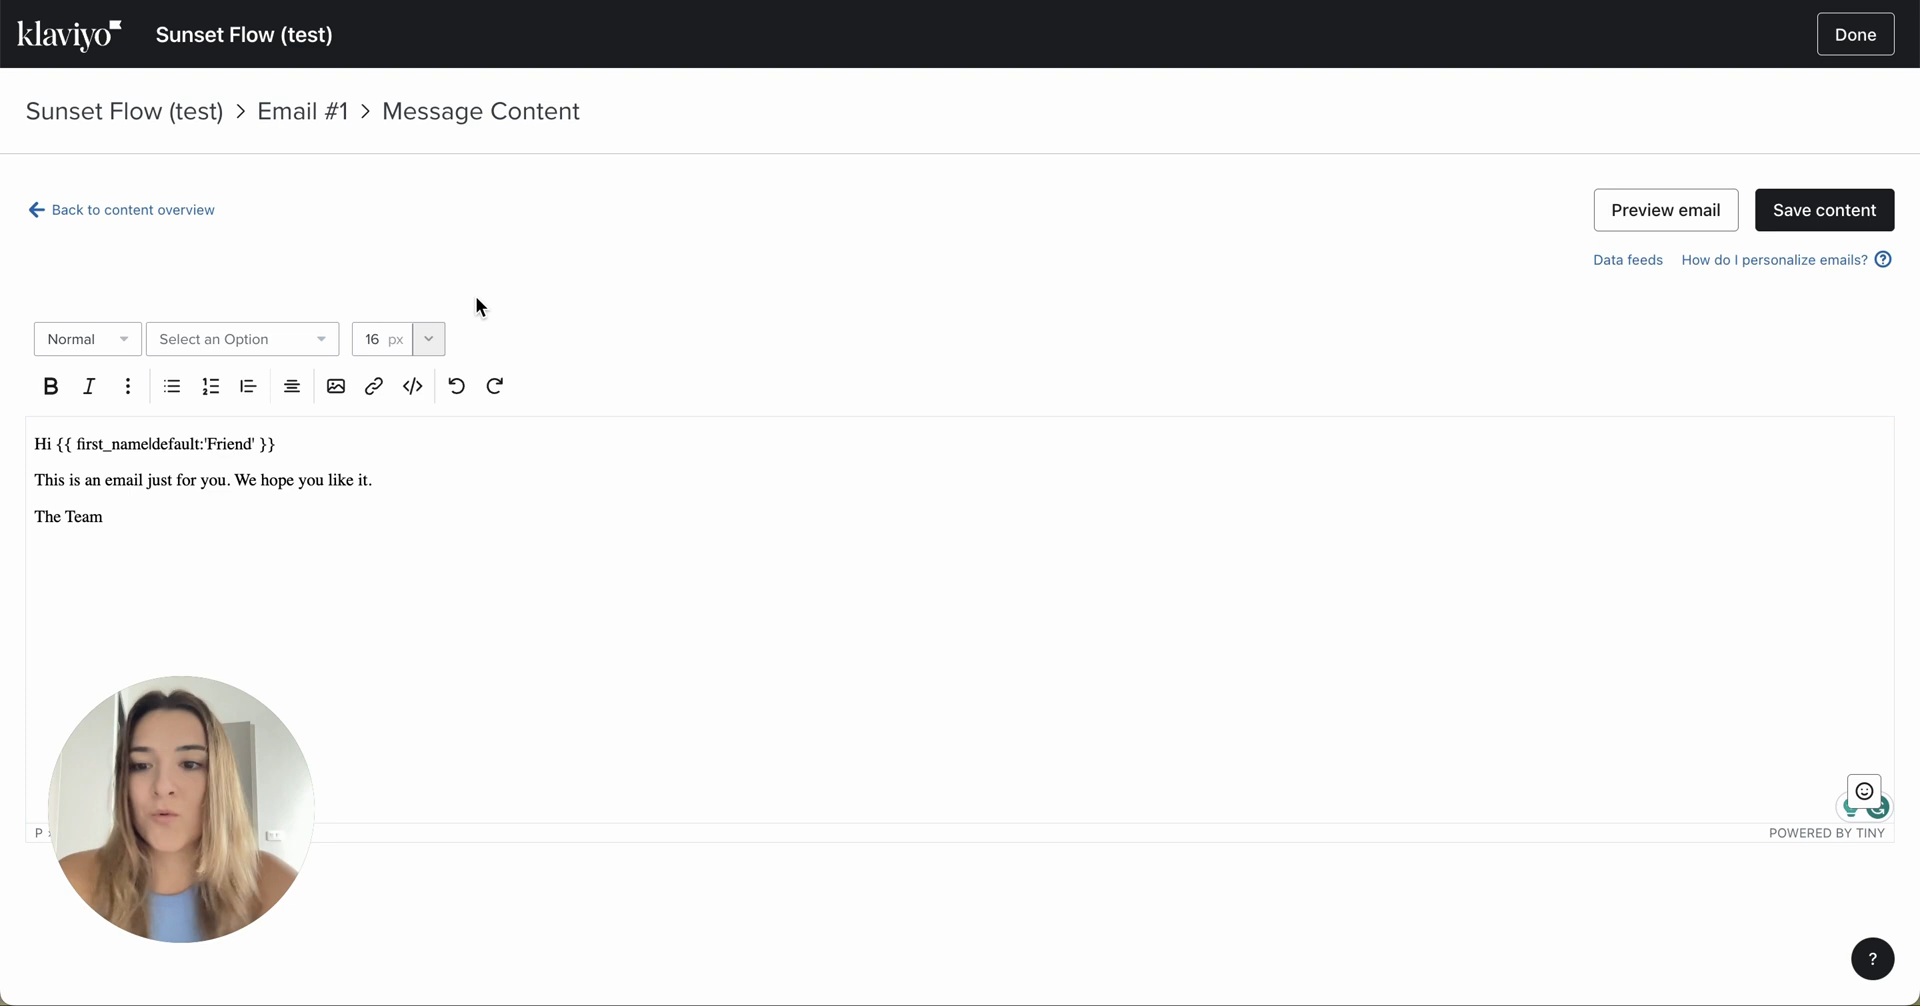 klaviyo
Sunset Flow (test)
Done
Sunset Flow (test) > Email #1 > Message Content
Back to content overview
Preview email
Save content
Data feeds
How do I personalize emails? ?
Normal
Select an Option
16 px
B I
Hi {{ first_name|default:'Friend' }}
This is an email just for you. We hope you like it.
The Team
P
POWERED BY TINY
?